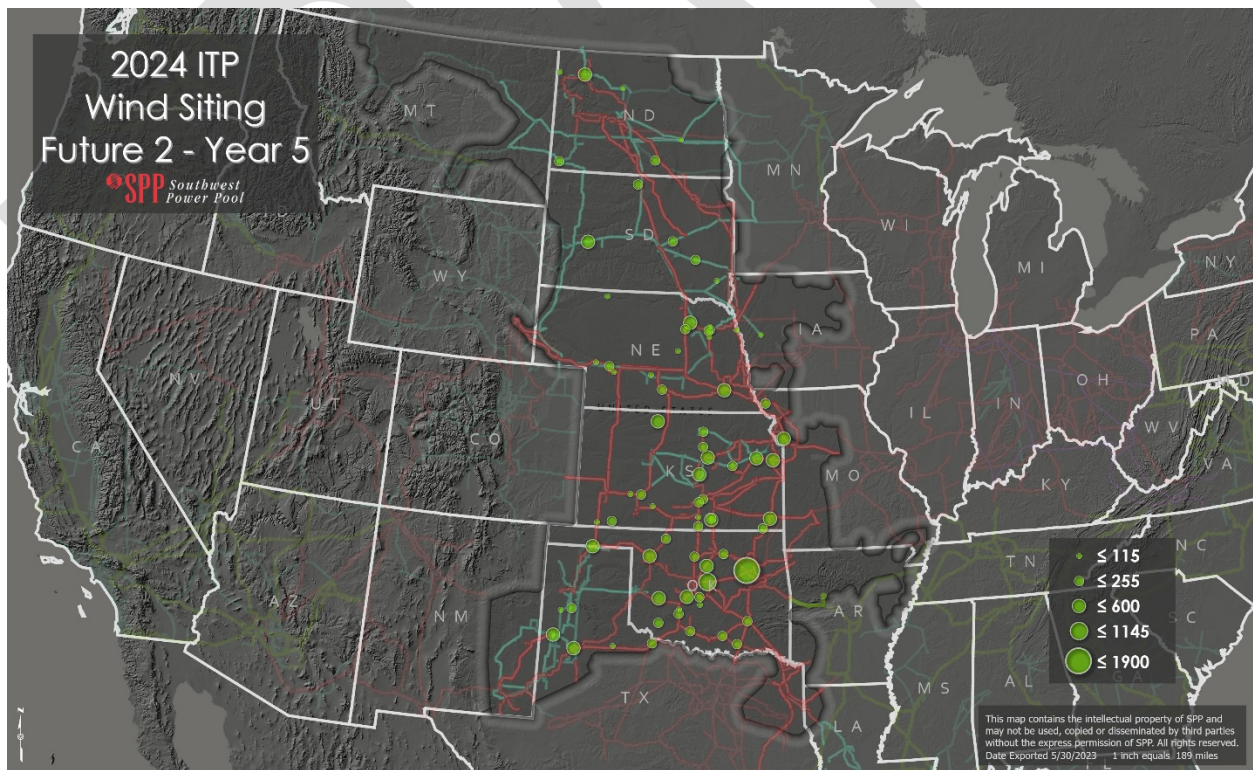 2024 ITP
Wind Siting
Future 2 - Year 5
SPP Southwest
Power Pool
MT
ND
MN
SD
WI
WY
MI
NY
IA
NE
PA
NV
UT
OH
IL
IN
UNITED STATES
CO
WV
CA
VA
KS
MO
KY
≤ 115
TN
NC
≤ 255
OK
AZ
NM
AR
≤ 600
SC
≤ 1145
≤ 1900
TX
MS
AL
GA
LA
This map contains the intellectual property of SPP and
may not be used, copied or disseminated by third parties
without the express permission of SPP. All rights reserved.
Date Exported 5/30/2023 1 inch equals 189 miles